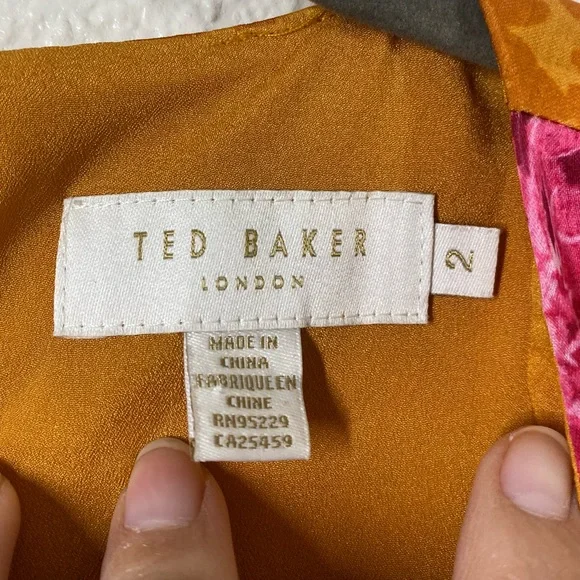 TED BAKER
LONDON
2
MADE IN
CHINA
FABRIQUE EN
CHINE
RN95229
CA25459